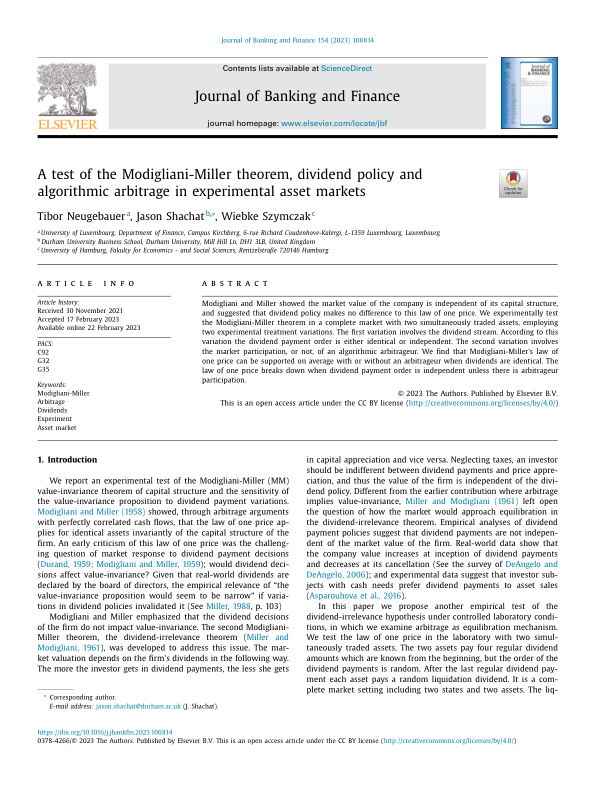 Journal of Banking and Finance 154 (2023) 106814
Contents lists available at ScienceDirect
Journal of Banking and Finance
journal homepage: www.elsevier.com/locate/jbf
ELSEVIER
Journal of
BANKING
& FINANCE
A test of the Modigliani-Miller theorem, dividend policy and
algorithmic arbitrage in experimental asset markets
Check for
updates
Tibor Neugebauer a, Jason Shachat b,*, Wiebke Szymczak c
a University of Luxembourg, Department of Finance, Campus Kirchberg, 6-rue Richard Coudenhove-Kalergi, L-1359 Luxembourg, Luxembourg
b Durham University Business School, Durham University, Mill Hill Ln, DH1 3LB, United Kingdom
c University of Hamburg, Fakulty for Economics – and Social Sciences, Rentzelstraße 720146 Hamburg
ARTICLE INFO
Article history:
Received 30 November 2021
Accepted 17 February 2023
Available online 22 February 2023
PACS:
C92
G32
G35
Keywords:
Modigliani-Miller
Arbitrage
Dividends
Experiment
Asset market
ABSTRACT
Modigliani and Miller showed the market value of the company is independent of its capital structure,
and suggested that dividend policy makes no difference to this law of one price. We experimentally test
the Modigliani-Miller theorem in a complete market with two simultaneously traded assets, employing
two experimental treatment variations. The first variation involves the dividend stream. According to this
variation the dividend payment order is either identical or independent. The second variation involves
the market participation, or not, of an algorithmic arbitrageur. We find that Modigliani-Miller's law of
one price can be supported on average with or without an arbitrageur when dividends are identical. The
law of one price breaks down when dividend payment order is independent unless there is arbitrageur
participation.
© 2023 The Authors. Published by Elsevier B.V.
This is an open access article under the CC BY license (http://creativecommons.org/licenses/by/4.0/)
1. Introduction
We report an experimental test of the Modigliani-Miller (MM)
value-invariance theorem of capital structure and the sensitivity of
the value-invariance proposition to dividend payment variations.
Modigliani and Miller (1958) showed, through arbitrage arguments
with perfectly correlated cash flows, that the law of one price ap-
plies for identical assets invariantly of the capital structure of the
firm. An early criticism of this law of one price was the challeng-
ing question of market response to dividend payment decisions
(Durand, 1959; Modigliani and Miller, 1959); would dividend deci-
sions affect value-invariance? Given that real-world dividends are
declared by the board of directors, the empirical relevance of "the
value-invariance proposition would seem to be narrow" if varia-
tions in dividend policies invalidated it (See Miller, 1988, p. 103)
Modigliani and Miller emphasized that the dividend decisions
of the firm do not impact value-invariance. The second Modigliani-
Miller theorem, the dividend-irrelevance theorem (Miller and
Modigliani, 1961), was developed to address this issue. The mar-
ket valuation depends on the firm's dividends in the following way.
The more the investor gets in dividend payments, the less she gets
in capital appreciation and vice versa. Neglecting taxes, an investor
should be indifferent between dividend payments and price appre-
ciation, and thus the value of the firm is independent of the divi-
dend policy. Different from the earlier contribution where arbitrage
implies value-invariance, Miller and Modigliani (1961) left open
the question of how the market would approach equilibration in
the dividend-irrelevance theorem. Empirical analyses of dividend
payment policies suggest that dividend payments are not indepen-
dent of the market value of the firm. Real-world data show that
the company value increases at inception of dividend payments
and decreases at its cancellation (See the survey of DeAngelo and
DeAngelo, 2006); and experimental data suggest that investor sub-
jects with cash needs prefer dividend payments to asset sales
(Asparouhova et al., 2016).
In this paper we propose another empirical test of the
dividend-irrelevance hypothesis under controlled laboratory condi-
tions, in which we examine arbitrage as equilibration mechanism.
We test the law of one price in the laboratory with two simul-
taneously traded assets. The two assets pay four regular dividend
amounts which are known from the beginning, but the order of the
dividend payments is random. After the last regular dividend pay-
ment each asset pays a random liquidation dividend. It is a com-
plete market setting including two states and two assets. The liq-
* Corresponding author.
E-mail address: jason.shachat@durham.ac.uk (J. Shachat).
https://doi.org/10.1016/j.jbankfin.2023.106814
0378-4266/© 2023 The Authors. Published by Elsevier B.V. This is an open access article under the CC BY license (http://creativecommons.org/licenses/by/4.0/)